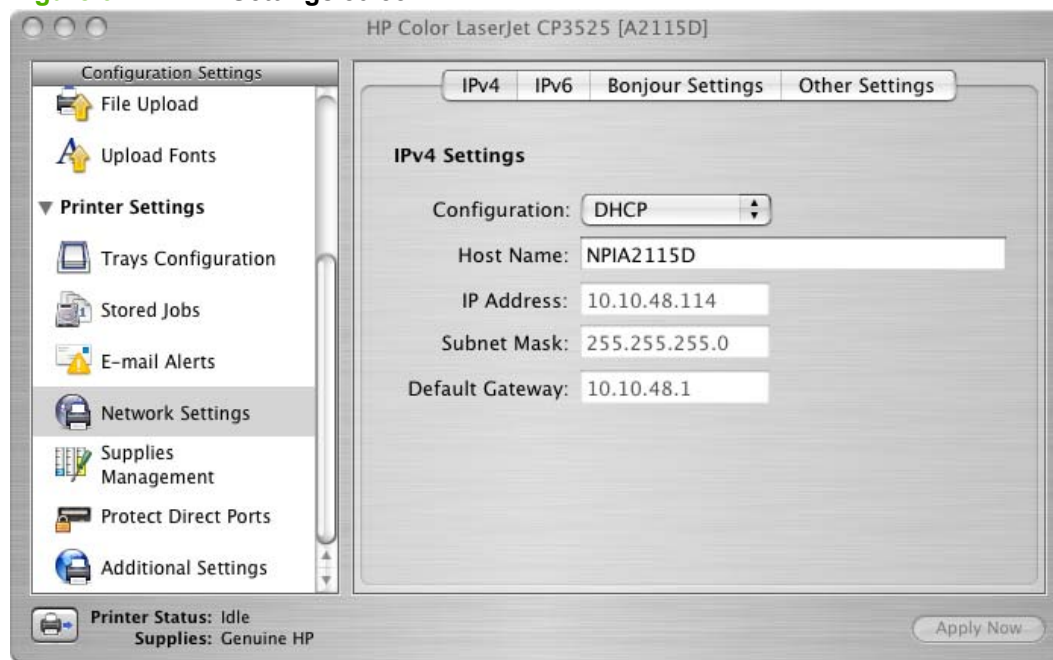 HP Color LaserJet CP3525 [A2115D]
Configuration Settings
File Upload
Upload Fonts
Printer Settings
Trays Configuration
Stored Jobs
E-mail Alerts
Network Settings
Supplies
Management
Protect Direct Ports
Additional Settings
IPv4 IPv6 Bonjour Settings Other Settings
IPv4 Settings
Configuration: DHCP
Host Name: NPIA2115D
IP Address: 10.10.48.114
Subnet Mask: 255.255.255.0
Default Gateway: 10.10.48.1
Printer Status: Idle
Supplies: Genuine HP
Apply Now